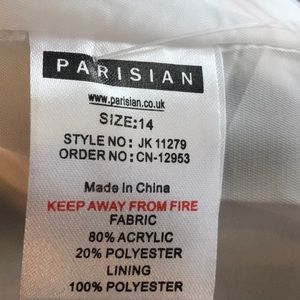 PARISIAN
www.parisian.co.uk
SIZE:14
STYLE NO: JK 11279
ORDER NO: CN-12953
Made in China
KEEP AWAY FROM FIRE
FABRIC
80% ACRYLIC
20% POLYESTER
LINING
100% POLYESTER